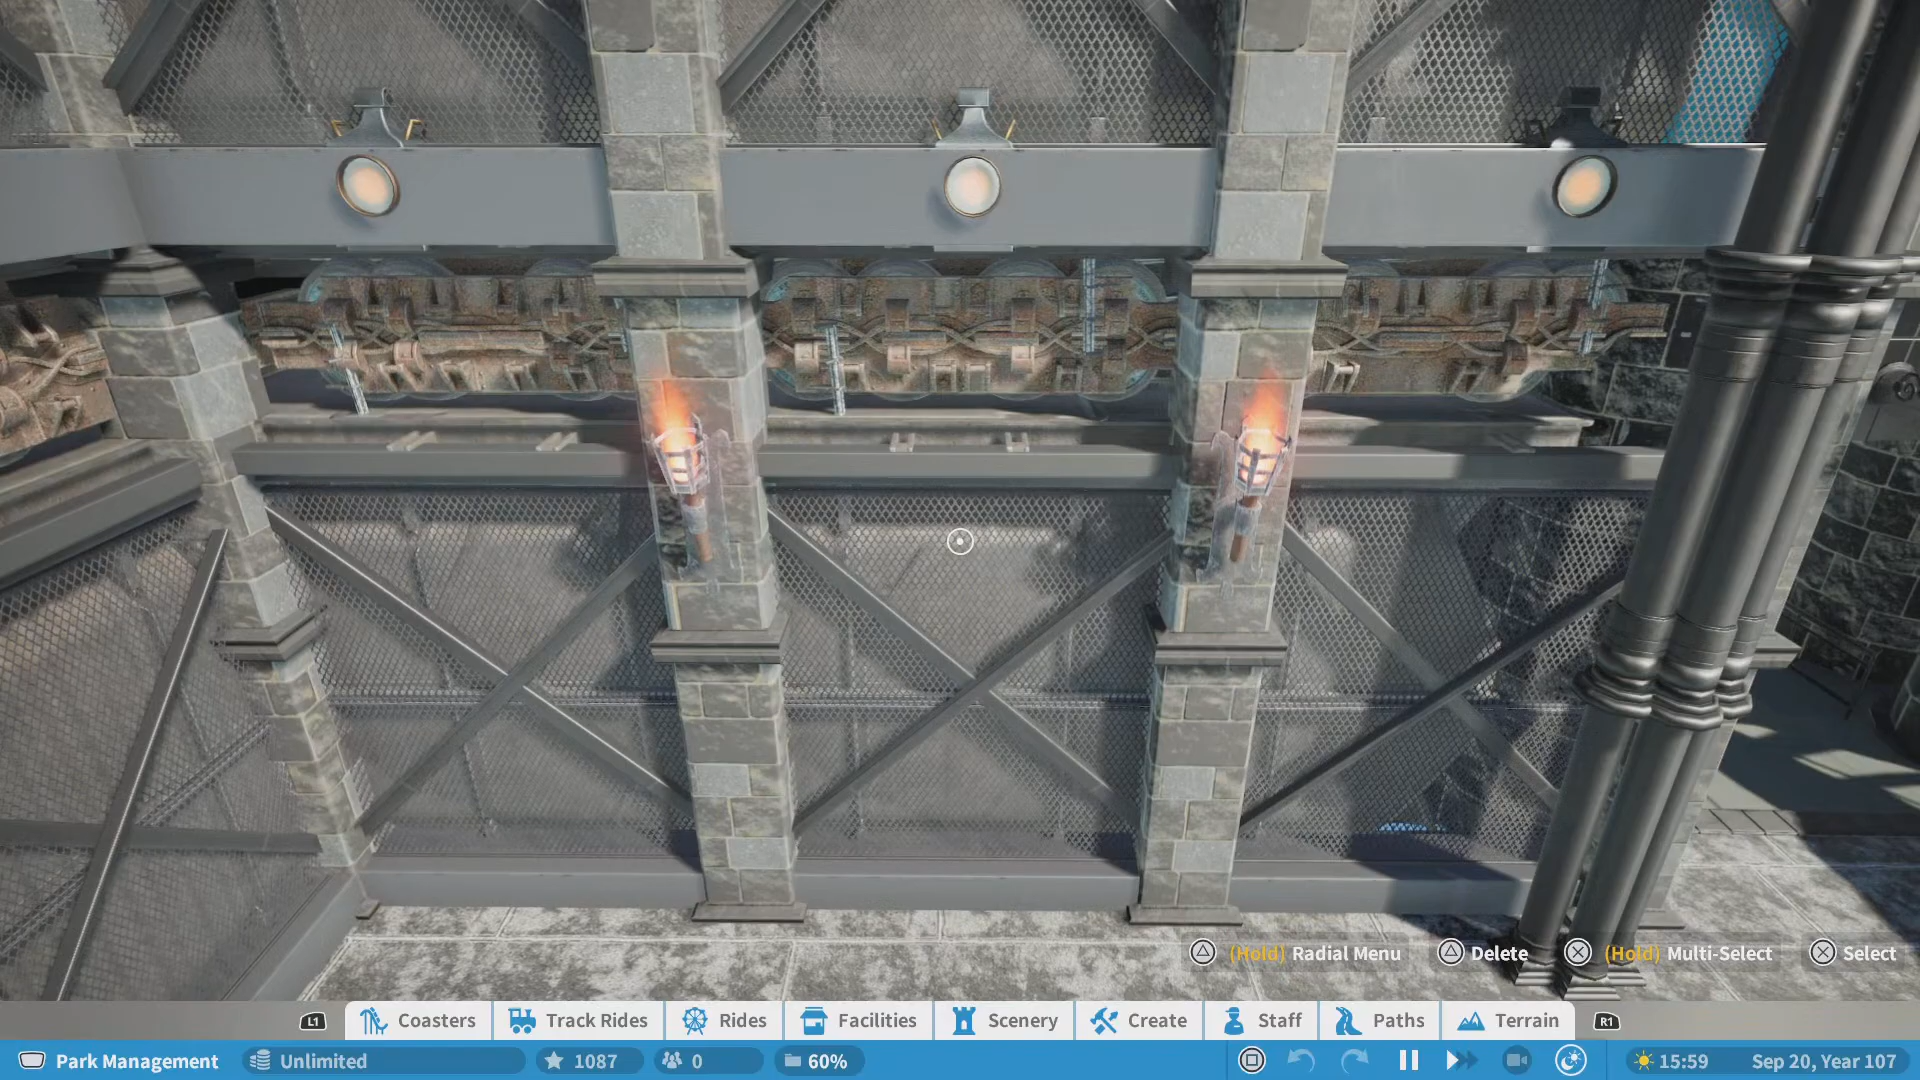 (Hold) Radial Menu Delete (Hold) Multi-Select Select
L1 Coasters Track Rides Rides Facilities Scenery Create Staff Paths Terrain R1
Park Management Unlimited 1087 0 60% 15:59 Sep 20, Year 107